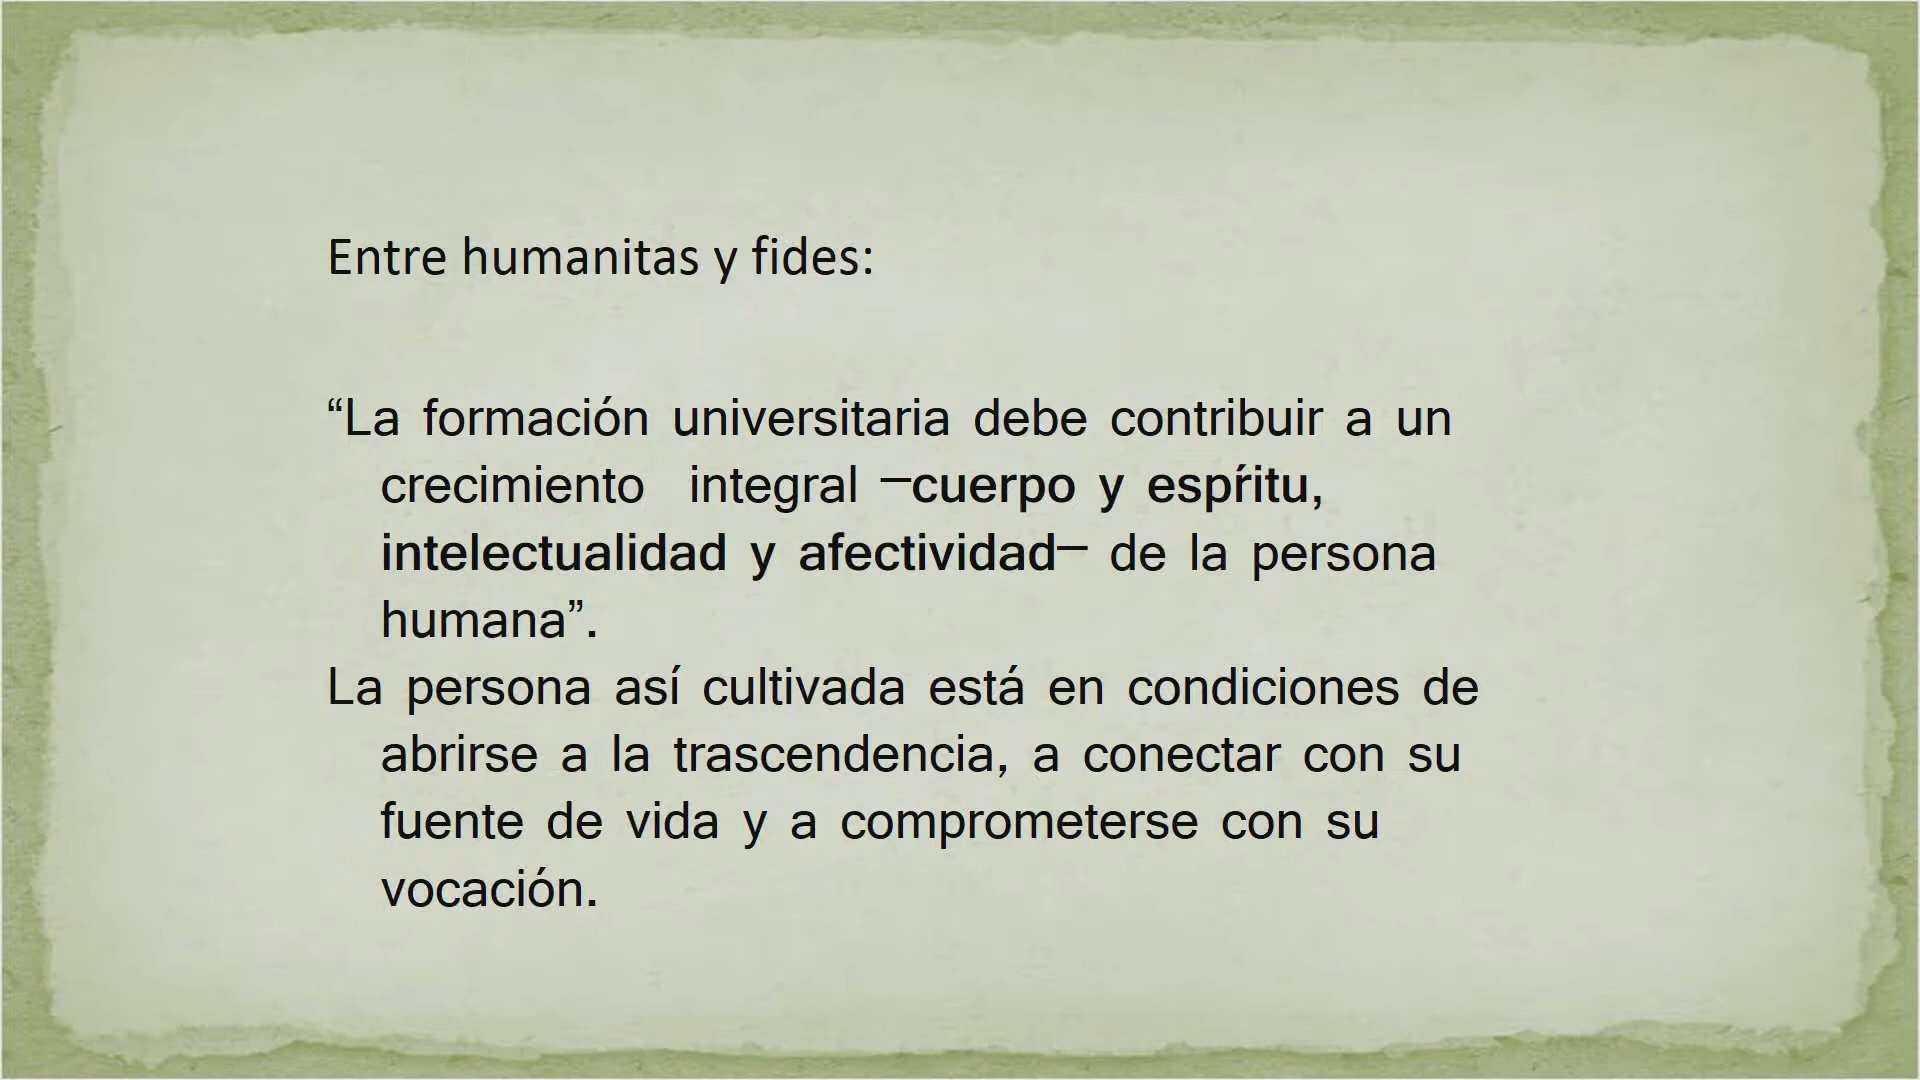 Entre humanitas y fides:
“La formación universitaria debe contribuir a un
crecimiento integral –cuerpo y espŕitu,
intelectualidad y afectividad– de la persona
humana”.
La persona así cultivada está en condiciones de
abrirse a la trascendencia, a conectar con su
fuente de vida y a comprometerse con su
vocación.